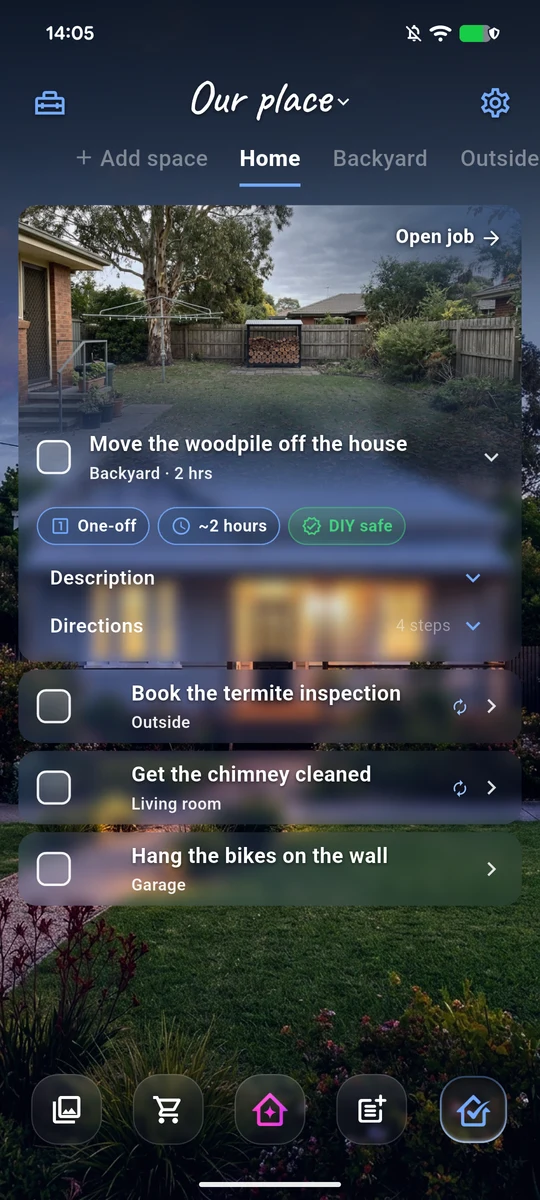 14:05
Our place
+ Add space
Home
Backyard
Outside
Open job →
Move the woodpile off the house
Backyard · 2 hrs
1 One-off
~2 hours
DIY safe
Description
Directions
4 steps
Book the termite inspection
Outside
Get the chimney cleaned
Living room
Hang the bikes on the wall
Garage